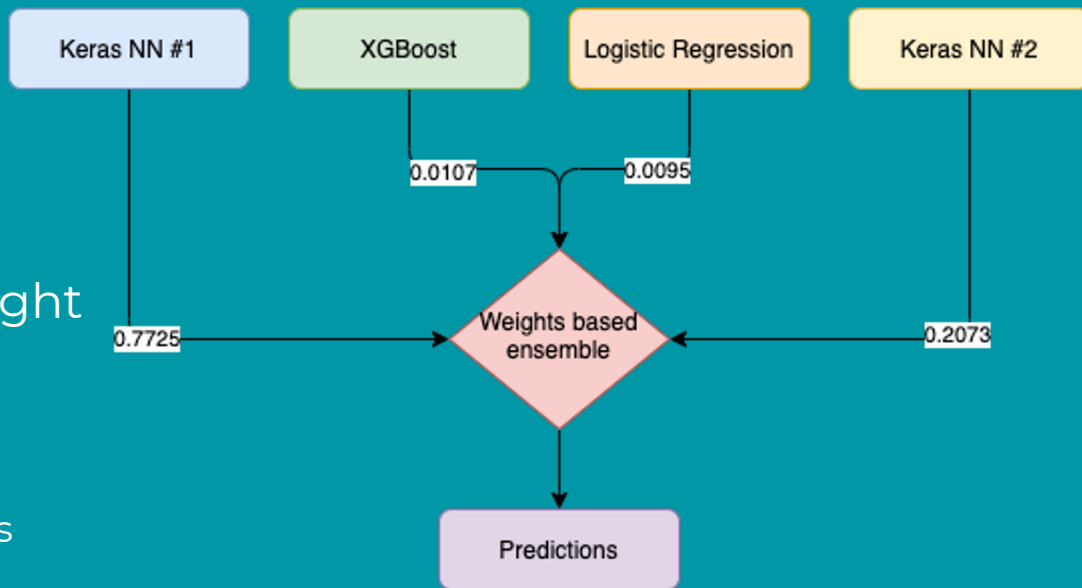 Keras NN #1
XGBoost
Logistic Regression
Keras NN #2
0.0107
0.0095
ght
0.7725
Weights based
ensemble
0.2073
s
Predictions